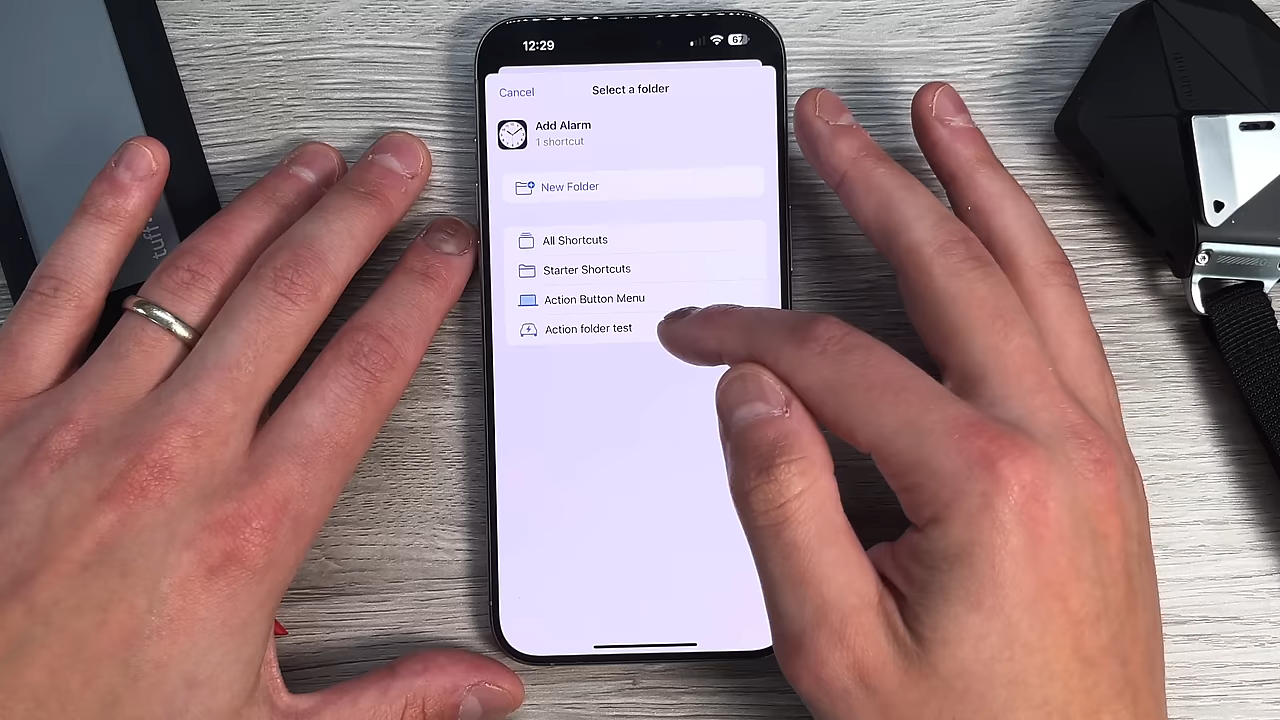 12:29
67
Cancel
Select a folder
Add Alarm
1 shortcut
New Folder
All Shortcuts
Starter Shortcuts
Action Button Menu
Action folder test
tuff